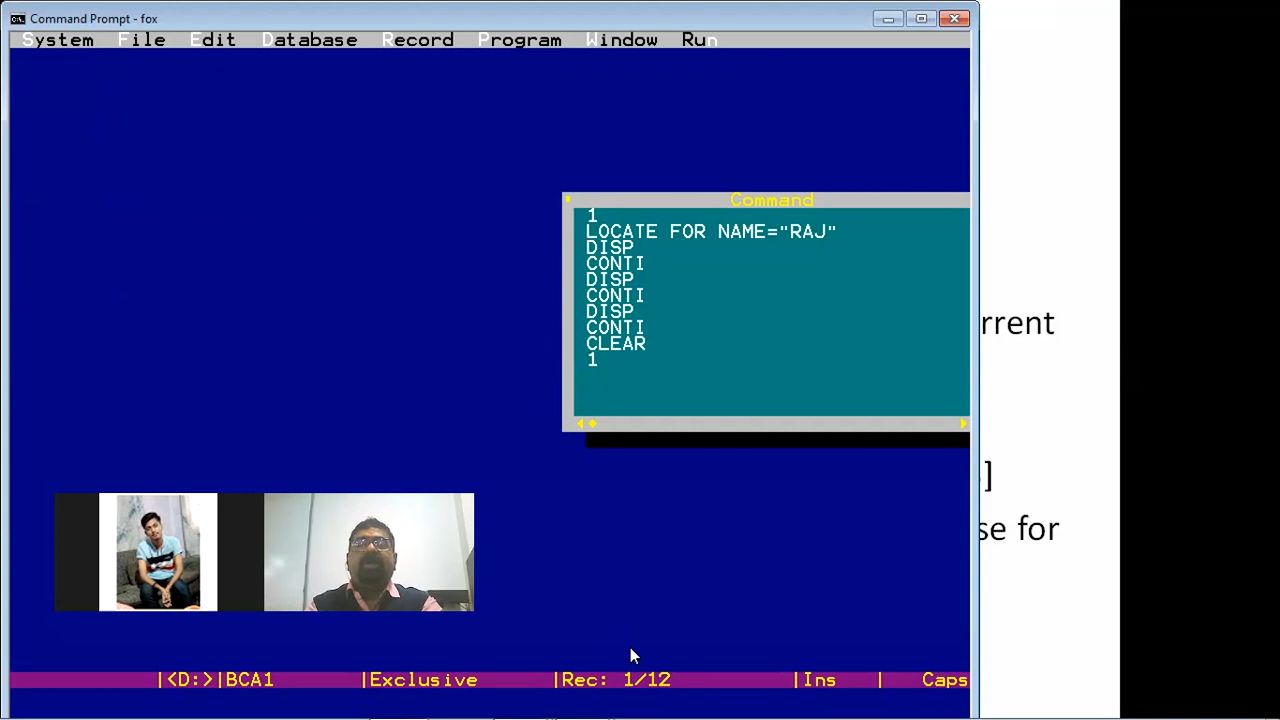 Command Prompt - fox
System File Edit Database Record Program Window Run
Command
1
LOCATE FOR NAME="RAJ"
DISP
CONTI
DISP
CONTI
DISP
CONTI
CLEAR
1
rrent
]
se for
|<D:>|BCA1 |Exclusive |Rec: 1/12 |Ins | Caps